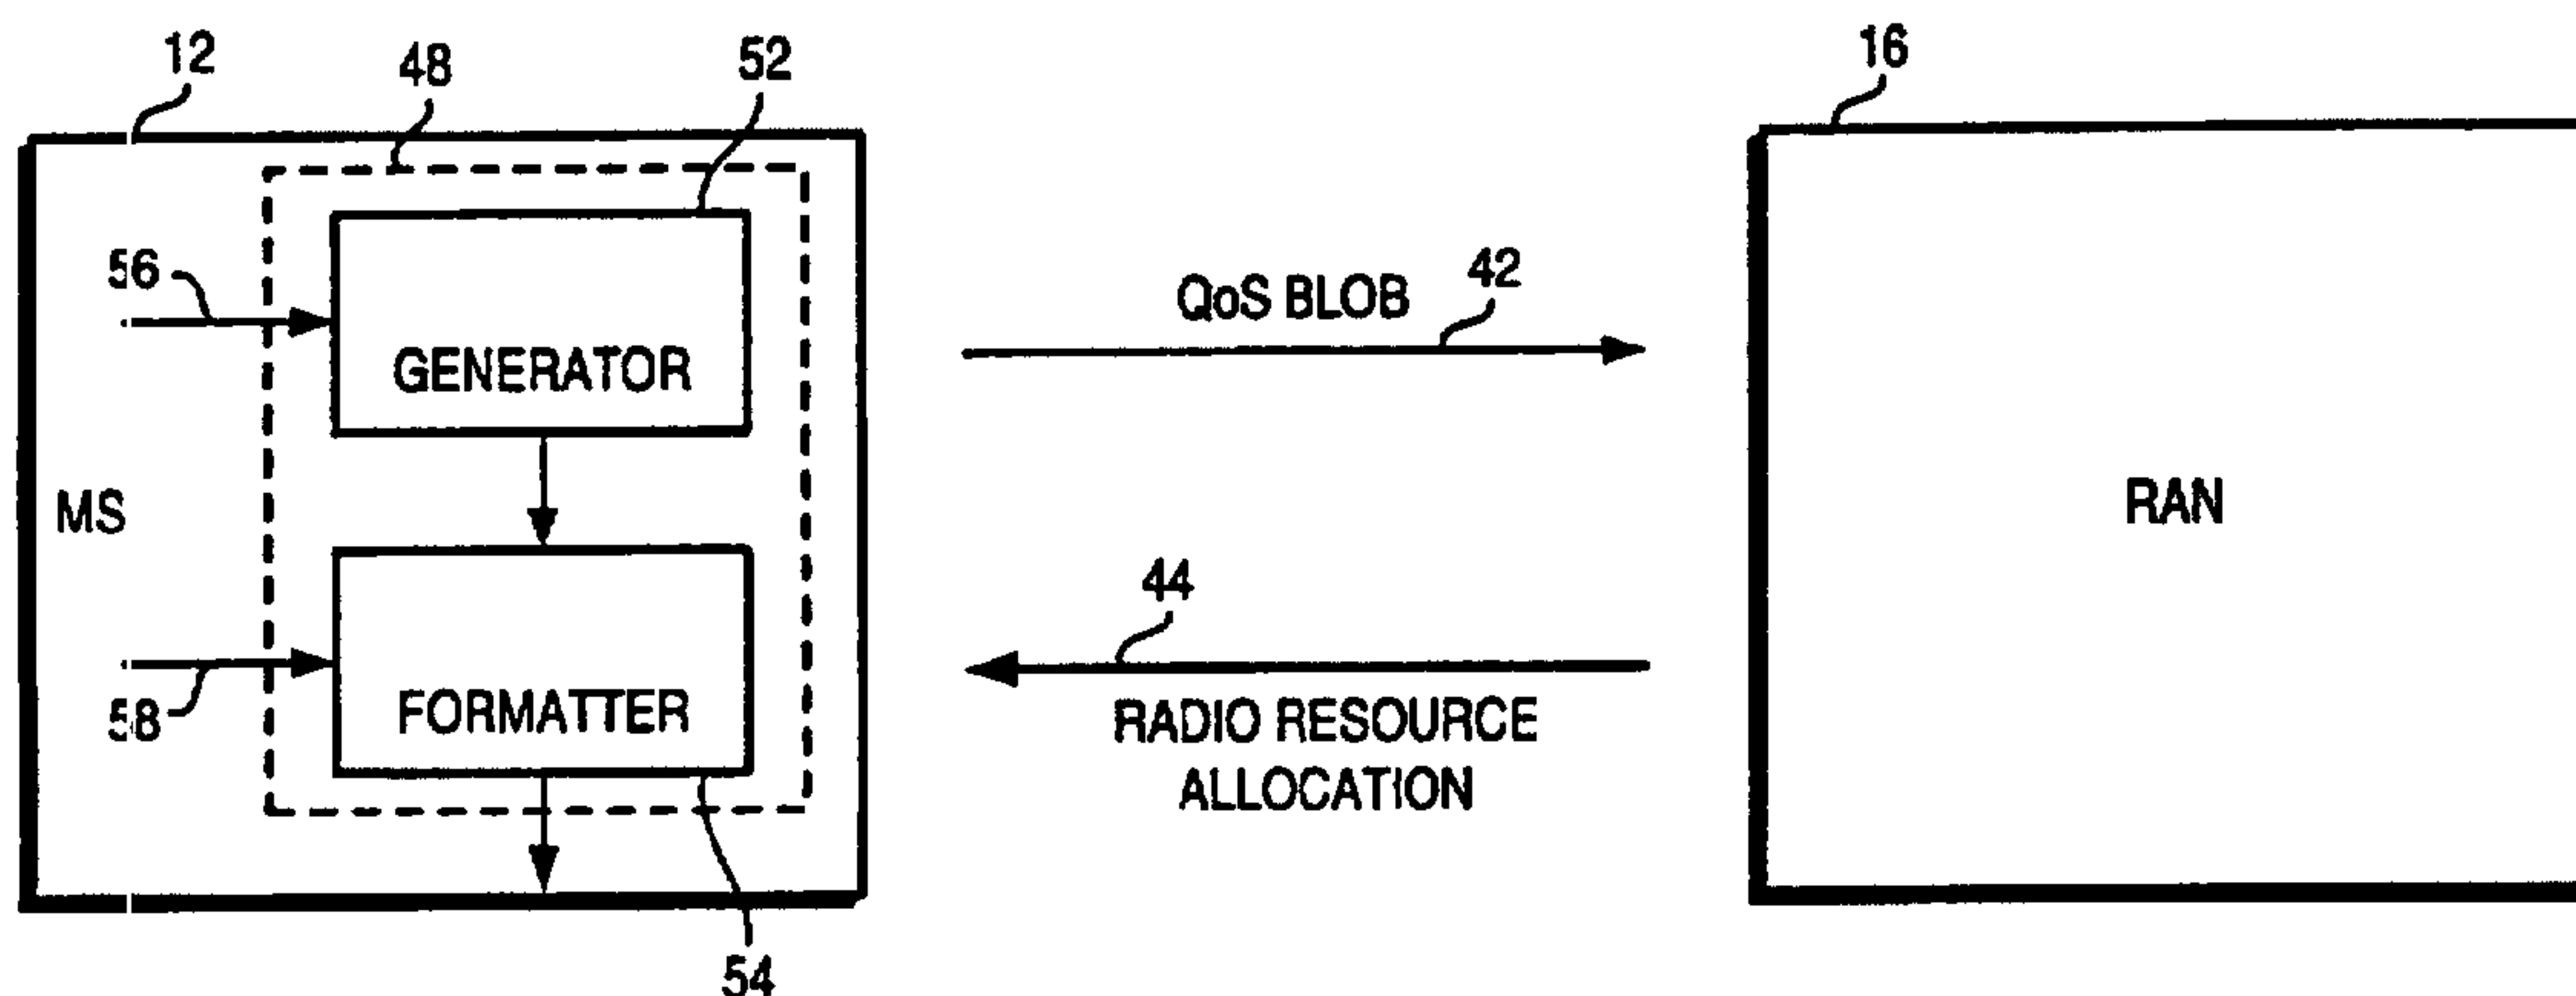 12
48
52
16
56
GENERATOR
QoS BLOB
42
MS
RAN
58
FORMATTER
44
RADIO RESOURCE
ALLOCATION
54